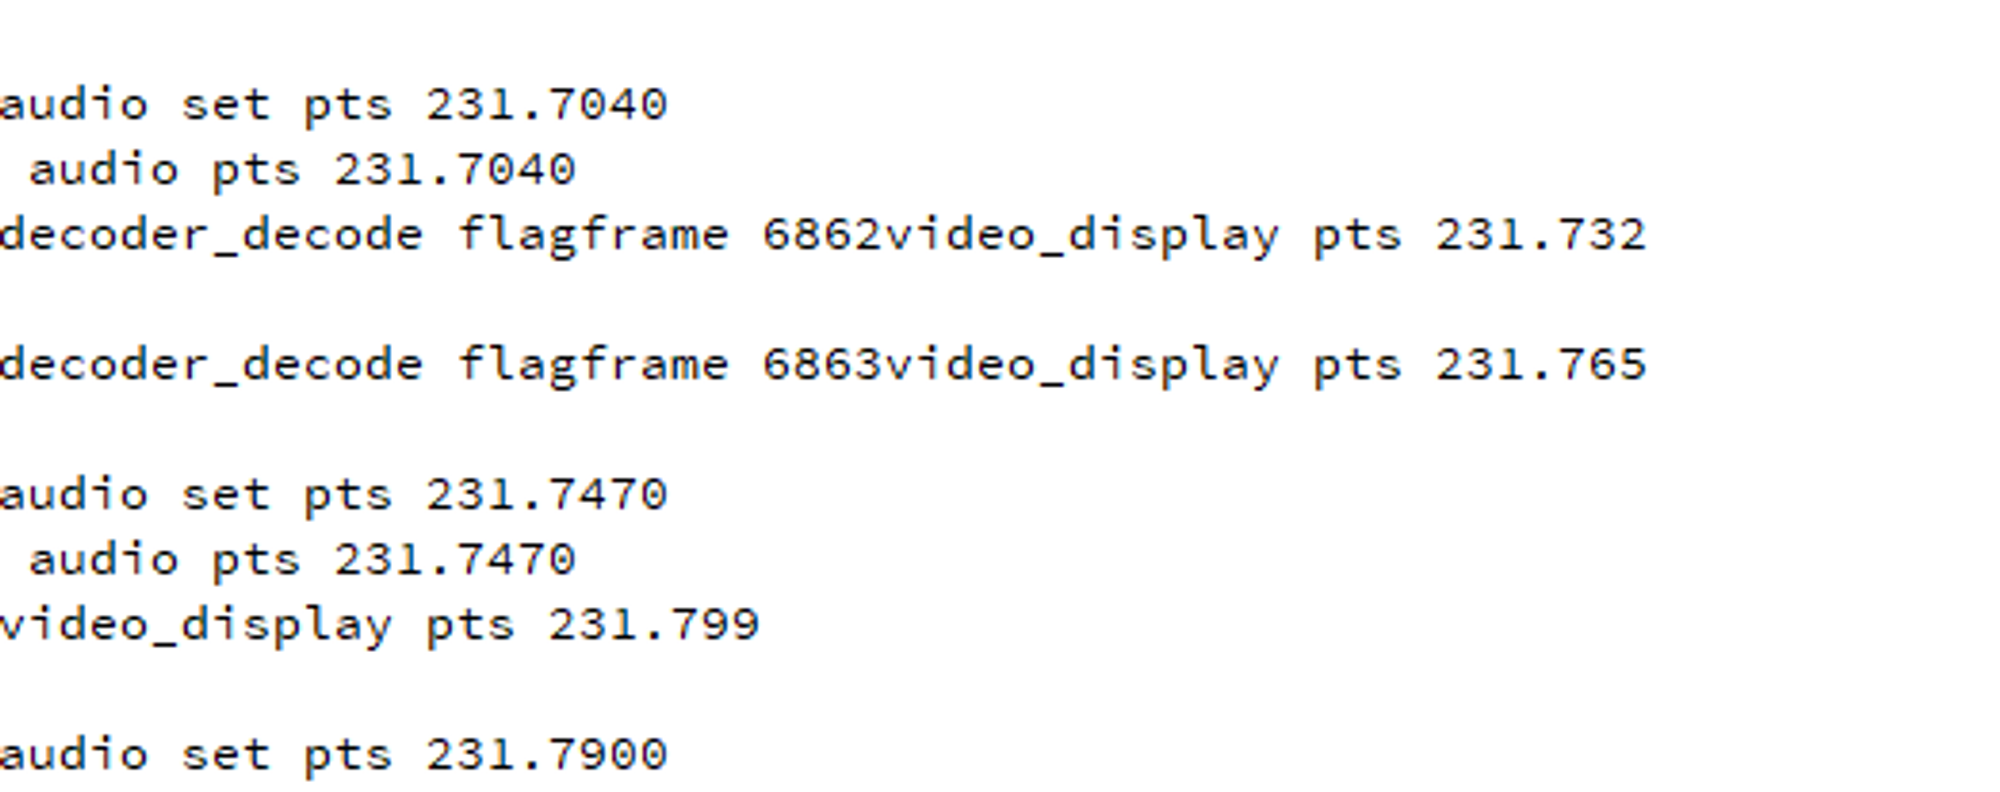 audio set pts 231.7040
audio pts 231.7040
decoder_decode flagframe 6862video_display pts 231.732
decoder_decode flagframe 6863video_display pts 231.765
audio set pts 231.7470
audio pts 231.7470
video_display pts 231.799
audio set pts 231.7900